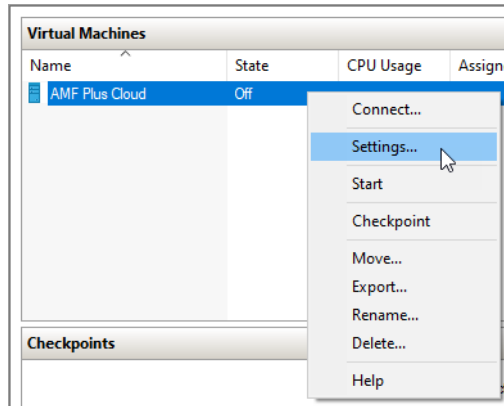 Virtual Machines
Name State CPU Usage Assign
AMF Plus Cloud Off
Connect...
Settings...
Start
Checkpoint
Move...
Export...
Rename...
Checkpoints Delete...
Help